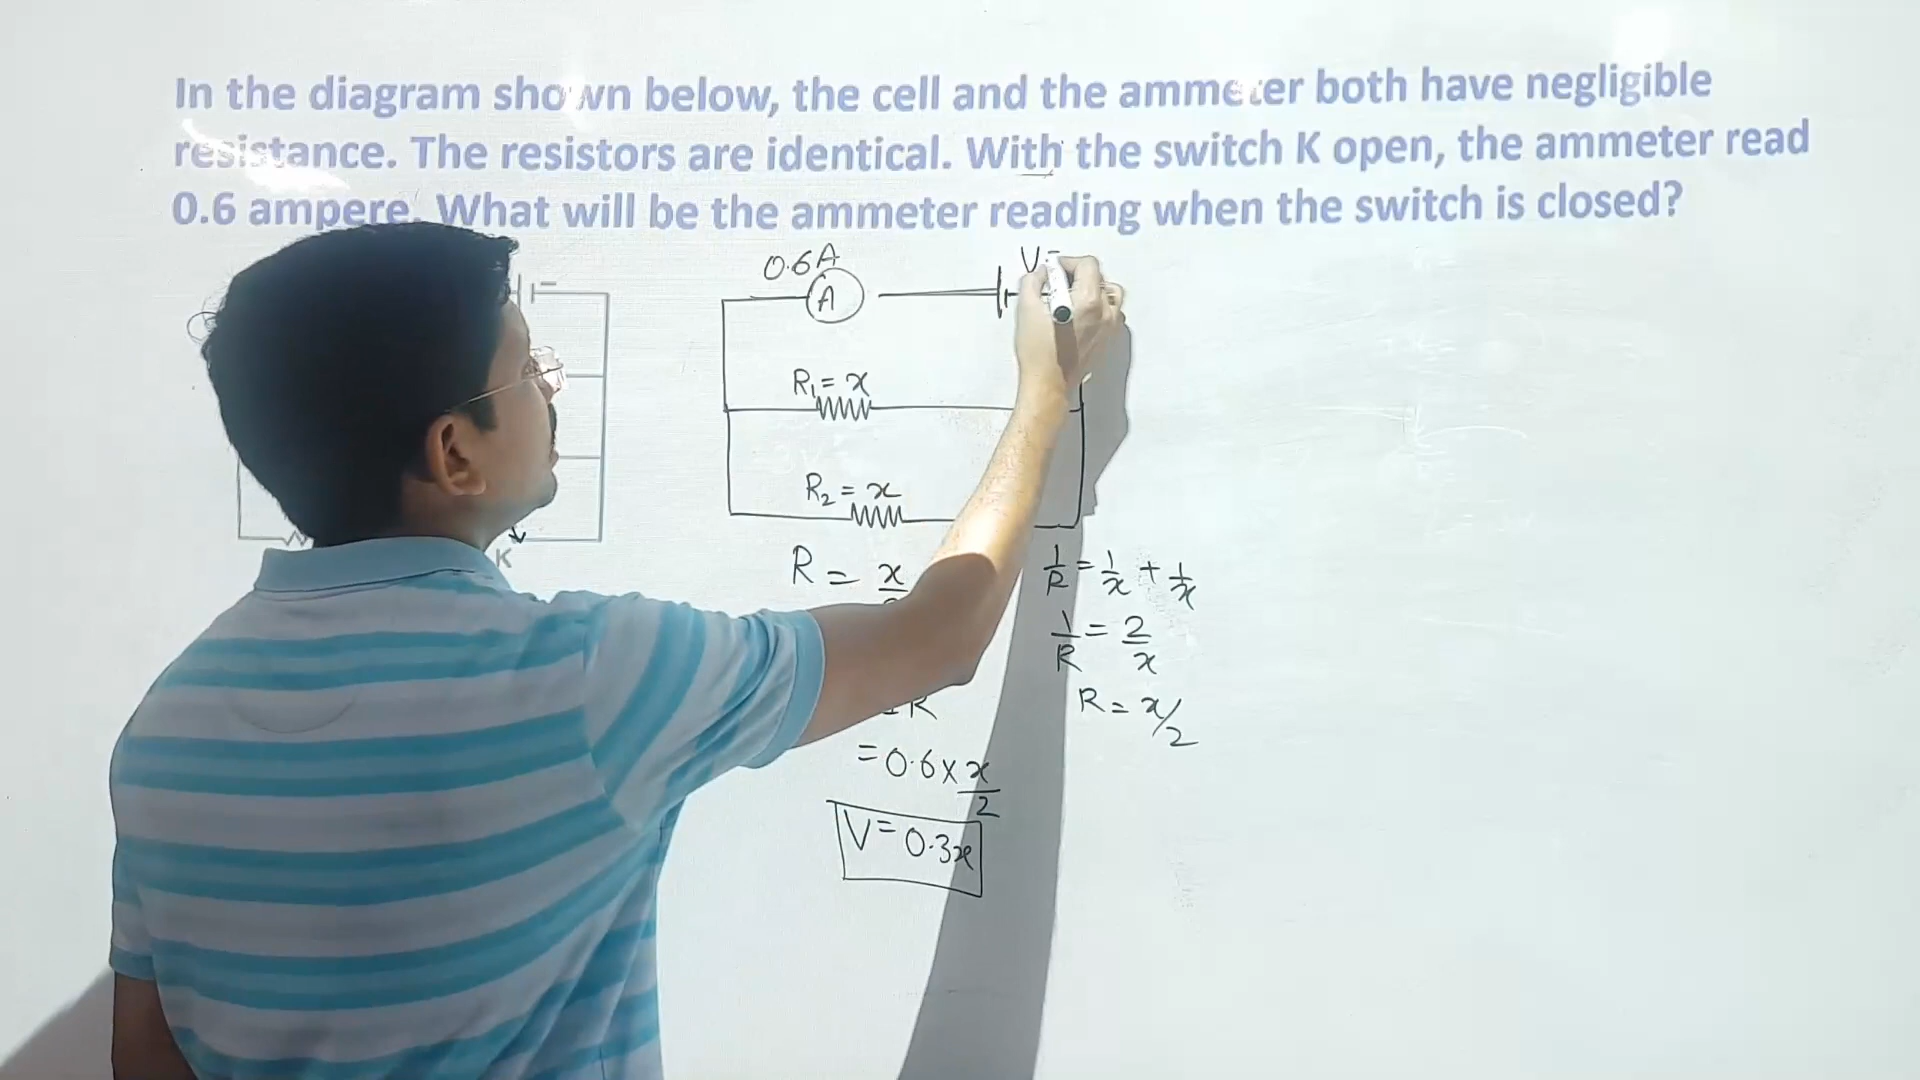 In the diagram shown below, the cell and the ammeter both have negligible
resistance. The resistors are identical. With the switch K open, the ammeter read
0.6 ampere. What will be the ammeter reading when the switch is closed?
0.6A
V=
A
R₁ = x
R₂ = x
K
R = x
1/R = 1/x + 1/x
1/R = 2/x
R = x/2
R
= 0.6 × x/2
V = 0.3x